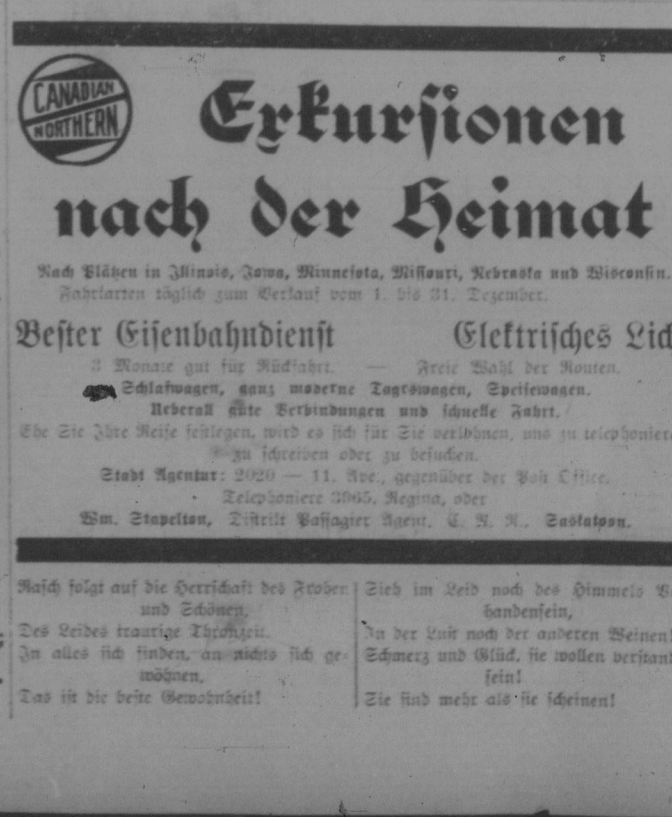 CANADIAN
NORTHERN
Exkursionen
nach der Heimat
Nach Plätzen in Illinois, Iowa, Minnesota, Missouri, Nebraska und Wisconsin.
Fahrkarten täglich zum Verkauf vom 1. bis 31. Dezember.
Bester Eisenbahndienst Elektrisches Lic
3 Monate gut für Rückfahrt. — Freie Wahl der Routen.
Schlafwagen, ganz moderne Tageswagen, Speisewagen.
Ueberall gute Verbindungen und schnelle Fahrt.
Ehe Sie Ihre Reise festlegen, wird es sich für Sie verlohnen, uns zu telephoniere
zu schreiben oder zu besuchen.
Stadt Agentur: 2020 — 11. Ave., gegenüber der Post Office.
Telephoniere 3965, Regina, oder
Wm. Stapelton, Distrikt Passagier Agent, C. N. R., Saskatoon.
Rasch folgt auf die Herrschaft des Frohen
und Schönen,
Des Leides traurige Thronzeit.
In alles sich finden, an nichts sich ge-
wöhnen,
Das ist die beste Gewohnheit!
Sieh im Leid noch des Himmels
handensein,
In der Lust noch der anderen Weinen!
Schmerz und Glück, sie wollen verstand
sein!
Sie sind mehr als sie scheinen!